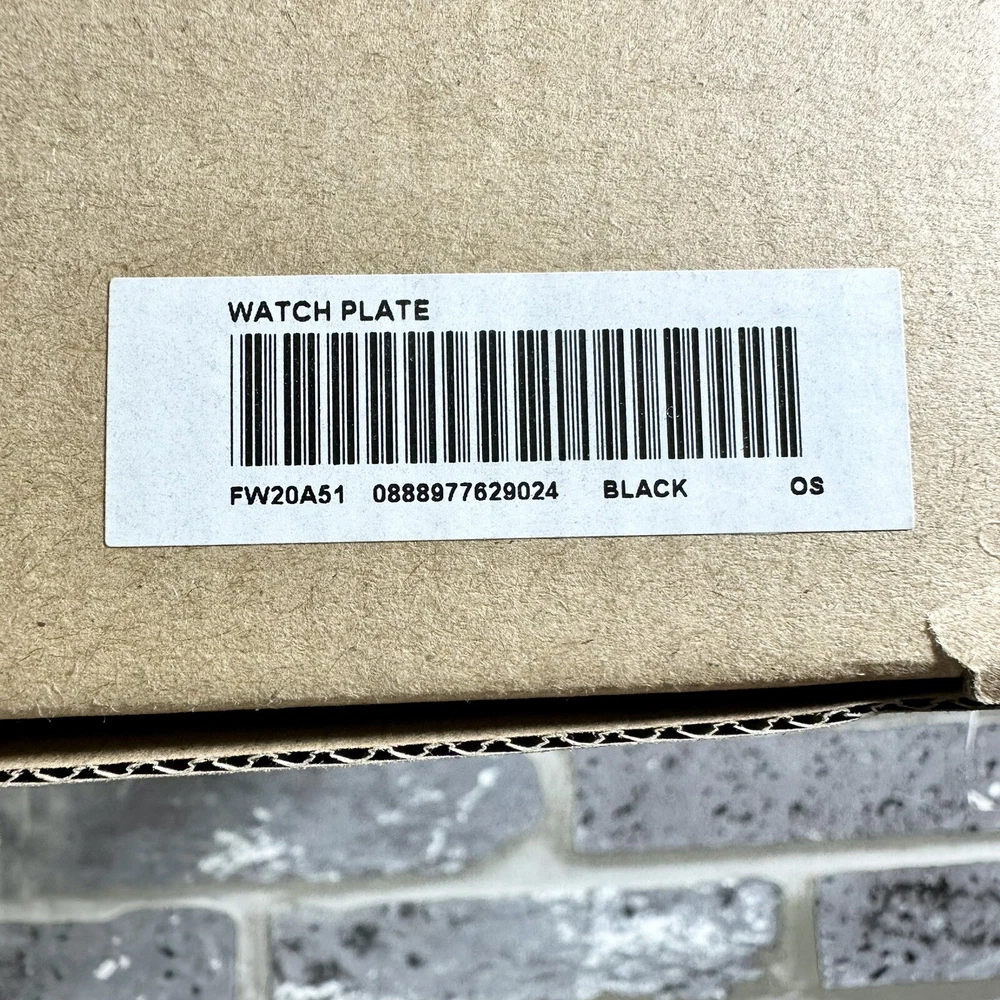 WATCH PLATE
FW20A51 0888977629024 BLACK OS